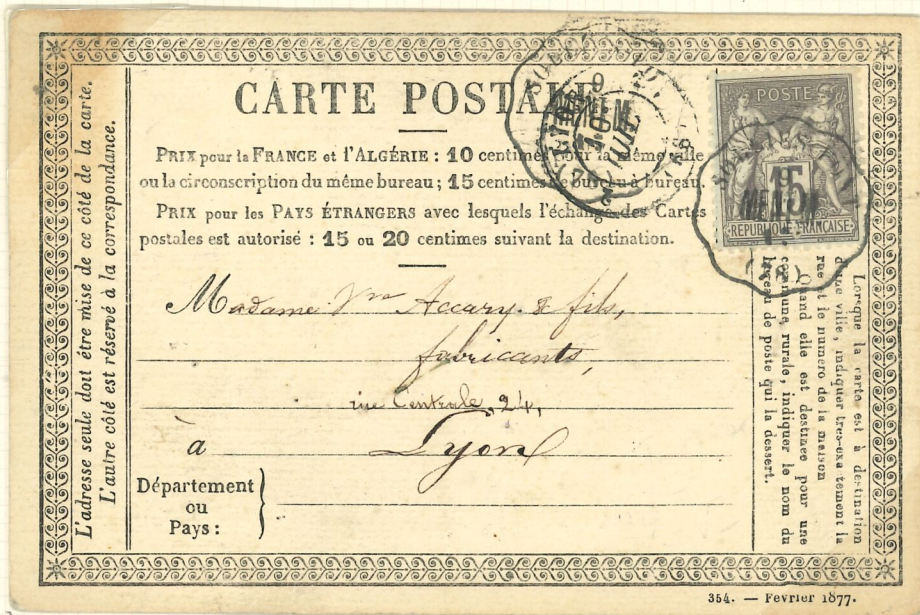 CARTE POSTALE
PRIX pour la FRANCE et l'ALGÉRIE : 10 centimes pour la même ville
ou la circonscription du même bureau ; 15 centimes de bureau à bureau.
PRIX pour les PAYS ÉTRANGERS avec lesquels l'échange des Cartes
postales est autorisé : 15 ou 20 centimes suivant la destination.
Madame Vve Accary & fils,
fabricants,
rue Centrale, 24,
à Lyon
Département
ou
Pays :
L'adresse seule doit être mise de ce côté de la carte.
L'autre côté est réservé à la correspondance.
POSTE
15
REPUBLIQUE FRANCAISE
Lorsque la carte est à destination
d'une ville, indiquer très-exactement la
rue et le numéro de la maison
Quand elle est destinée pour une
commune rurale, indiquer le nom du
bureau de poste qui la dessert.
354. — Février 1877.